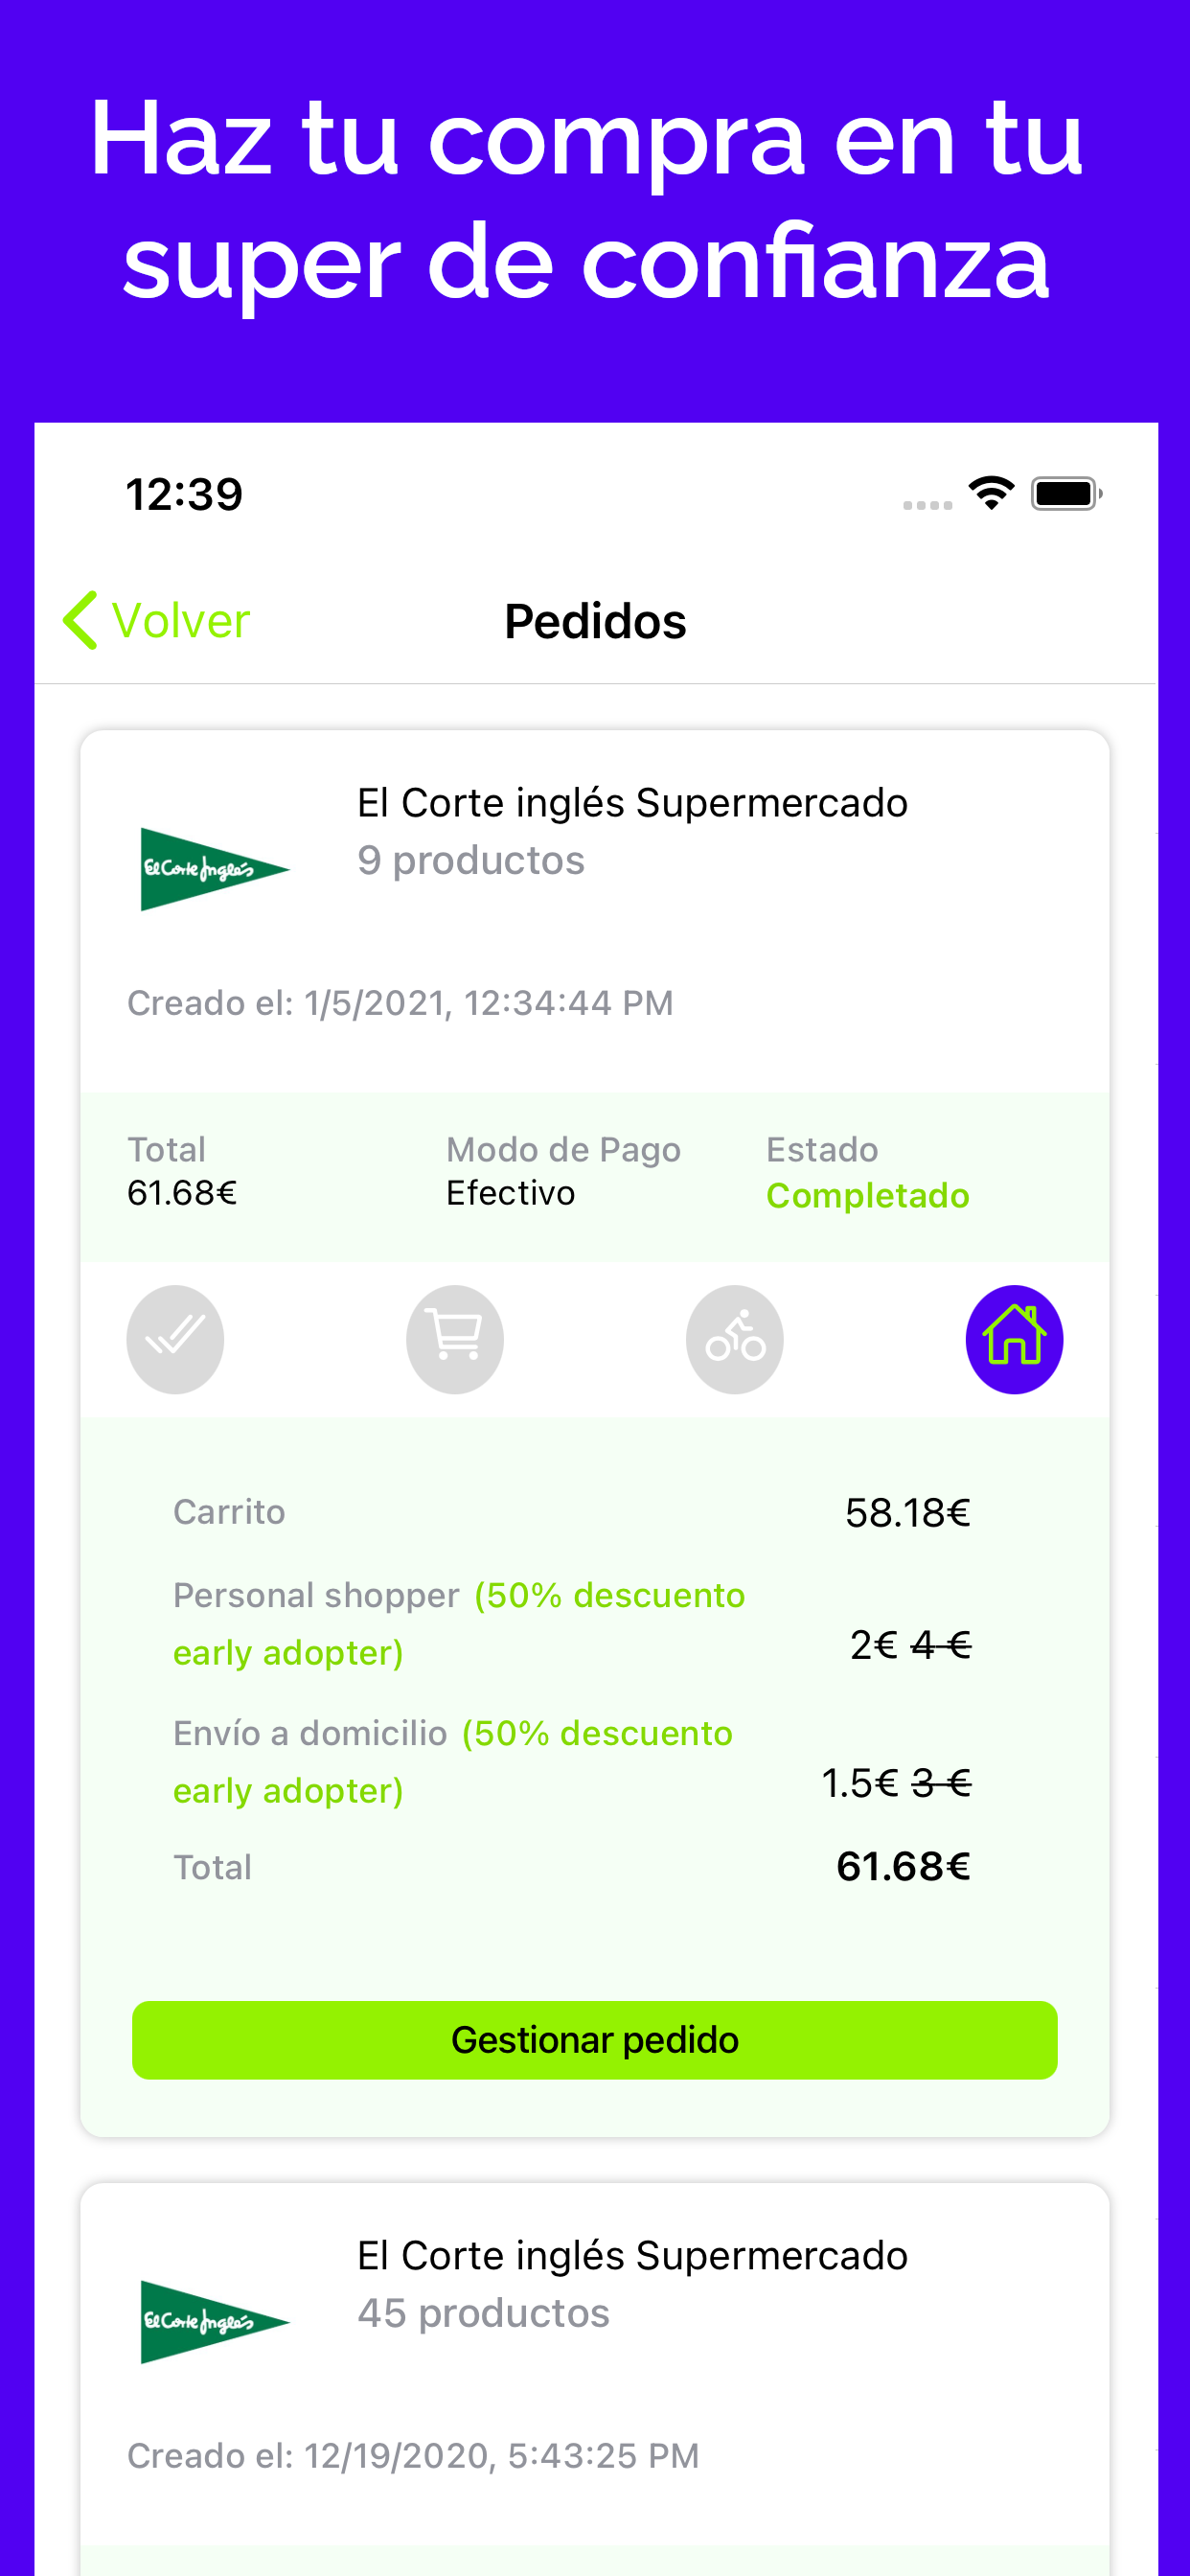 Haz tu compra en tu
super de confianza
12:39
Volver
Pedidos
El Corte inglés Supermercado
El Corte Inglés
9 productos
Creado el: 1/5/2021, 12:34:44 PM
Total
Modo de Pago
Estado
61.68€
Efectivo
Completado
Carrito
58.18€
Personal shopper (50% descuento
early adopter)
2€ 4 €
Envío a domicilio (50% descuento
early adopter)
1.5€ 3 €
Total
61.68€
Gestionar pedido
El Corte inglés Supermercado
El Corte Inglés
45 productos
Creado el: 12/19/2020, 5:43:25 PM